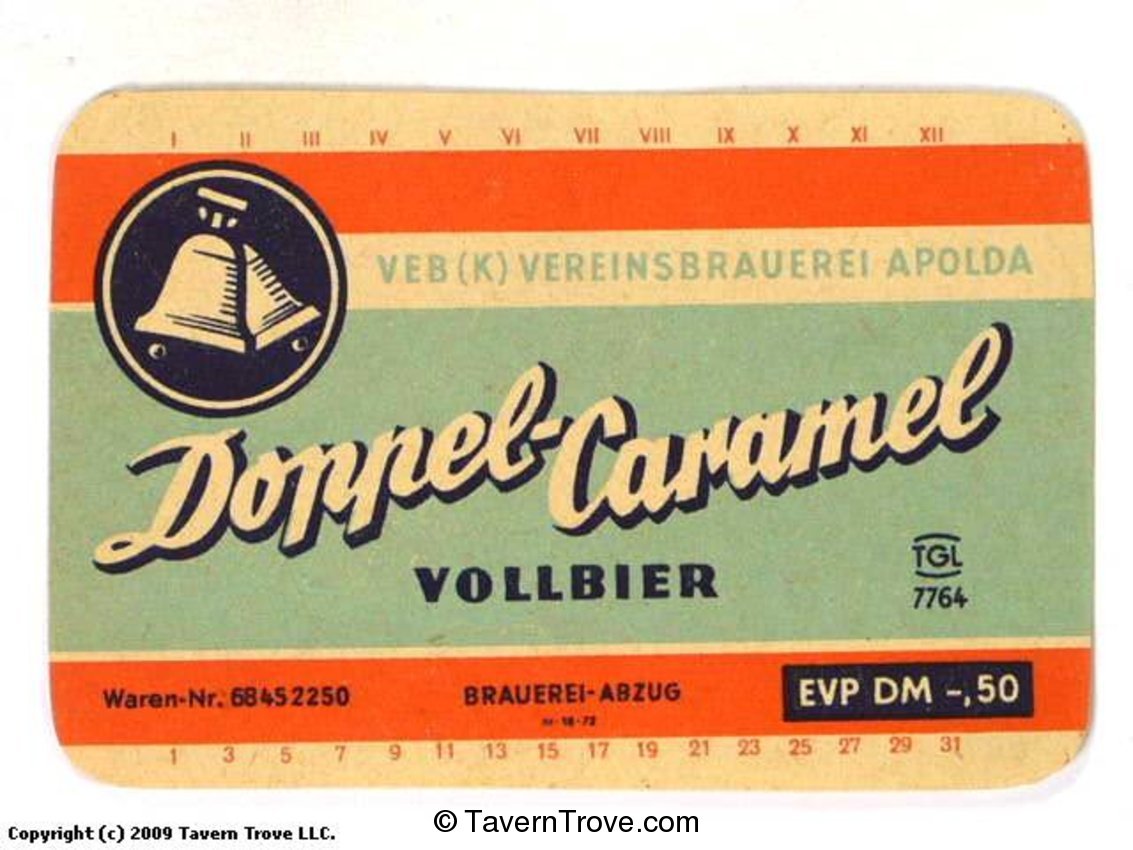 I II III IV V VI VII VIII IX X XI XII
VEB (K) VEREINSBRAUEREI APOLDA
Doppel-Caramel
VOLLBIER
TGL
7764
Waren-Nr. 68452250
BRAUEREI-ABZUG
EVP DM -,50
1 3 5 7 9 11 13 15 17 19 21 23 25 27 29 31
Copyright (c) 2009 Tavern Trove LLC.
© TavernTrove.com